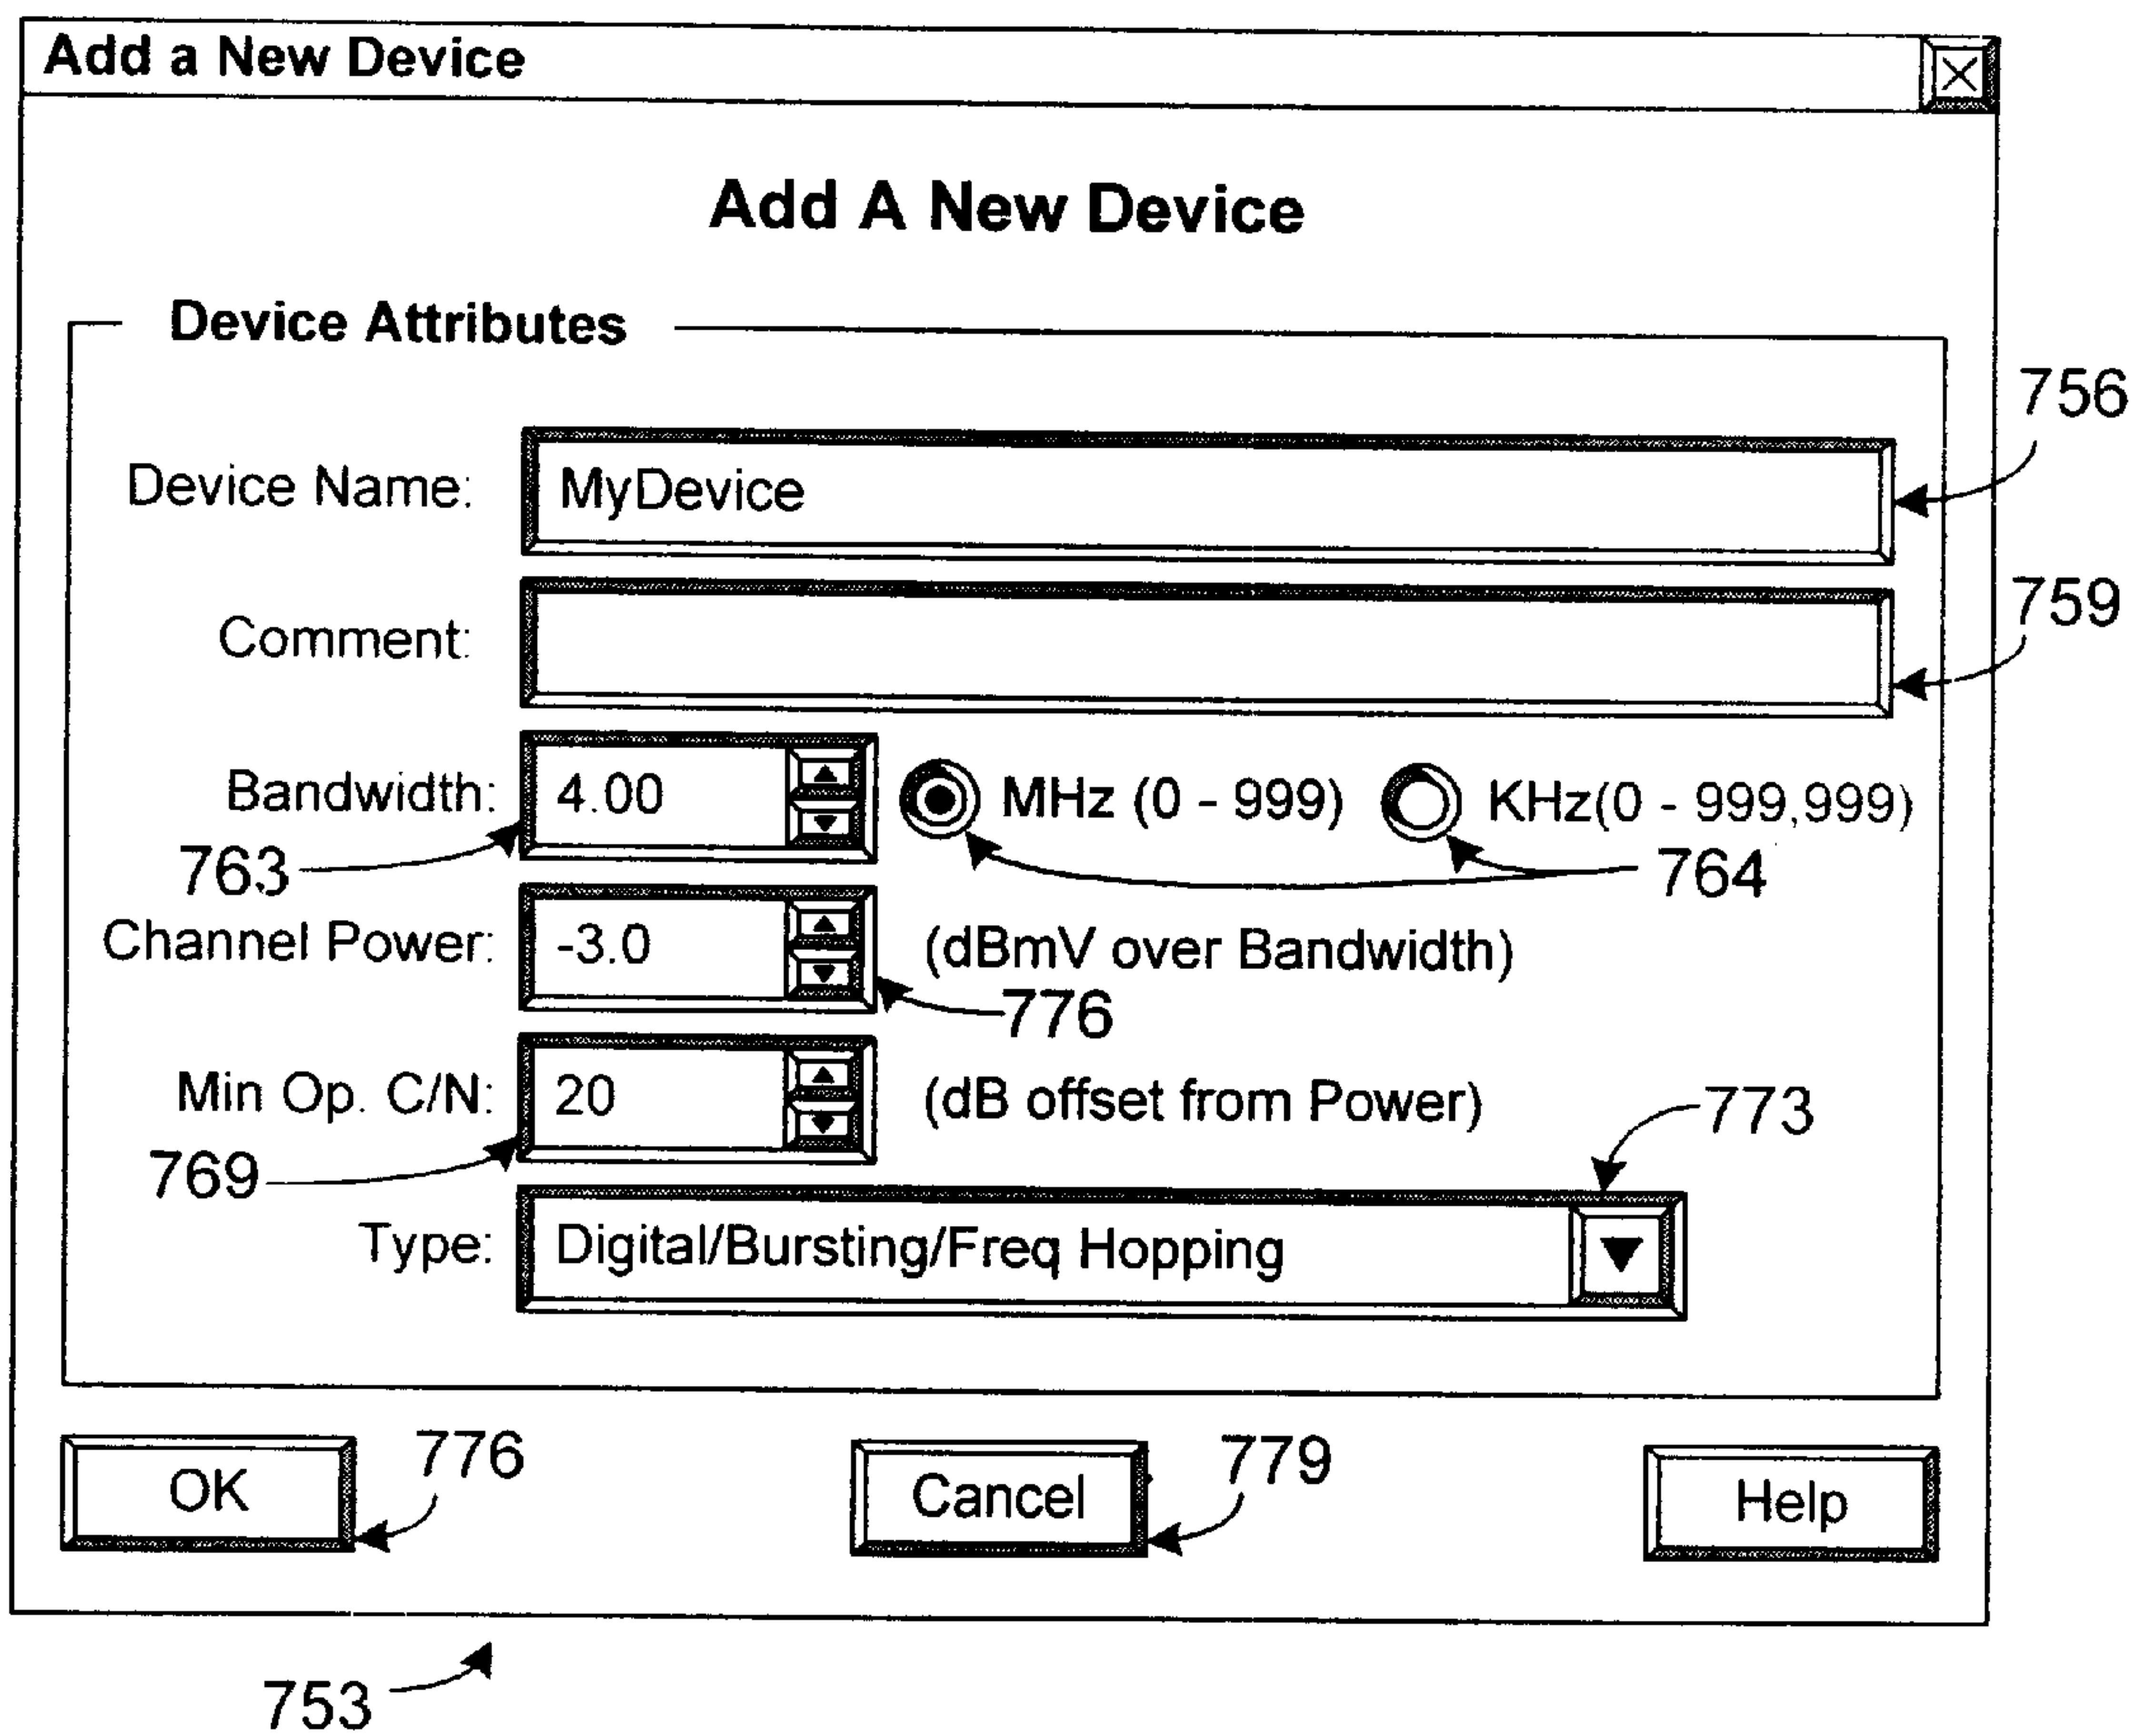 Add a New Device
Add A New Device
Device Attributes
756
Device Name: MyDevice
759
Comment:
Bandwidth: 4.00 MHz (0 - 999) KHz(0 - 999,999)
763 764
Channel Power: -3.0 (dBmV over Bandwidth)
776
Min Op. C/N: 20 (dB offset from Power) 773
769
Type: Digital/Bursting/Freq Hopping
OK 776 Cancel 779 Help
753